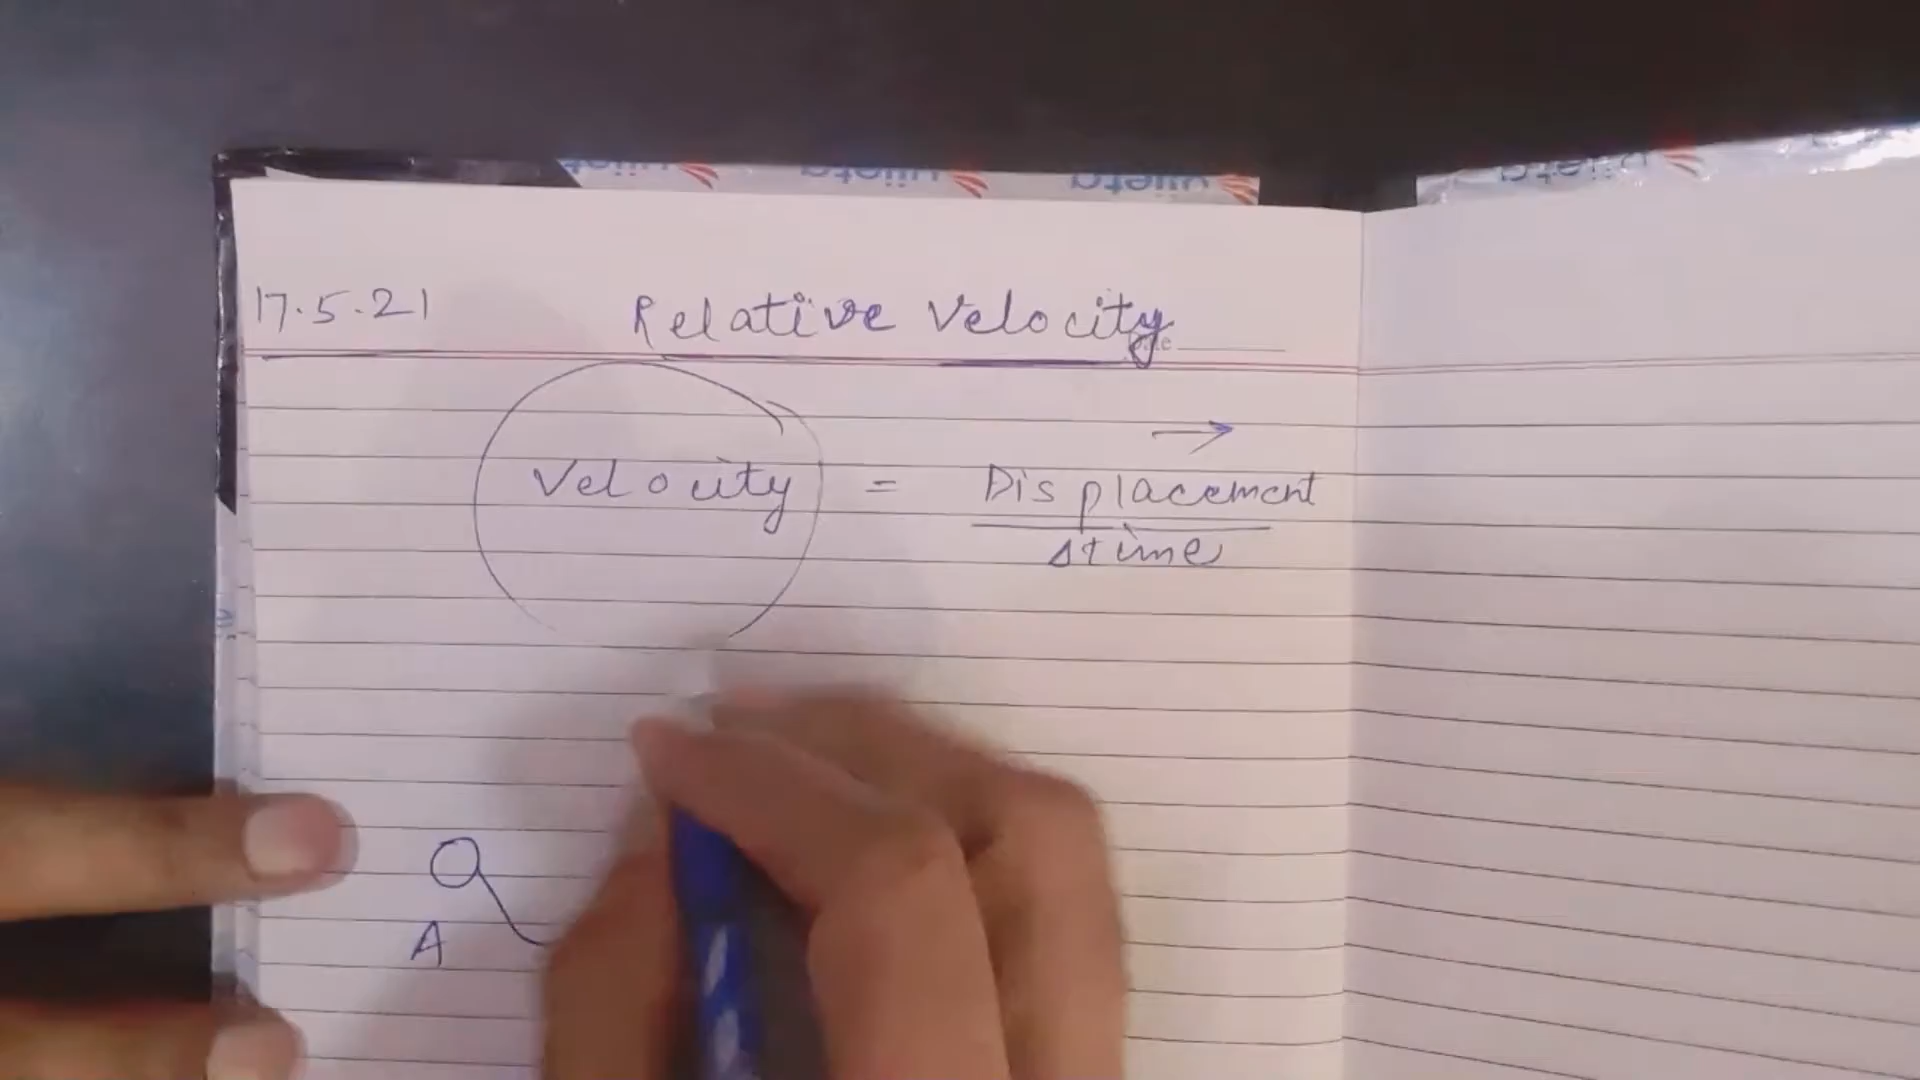 17.5.21 Relative Velocity
Velocity = Displacement
Δtime
A